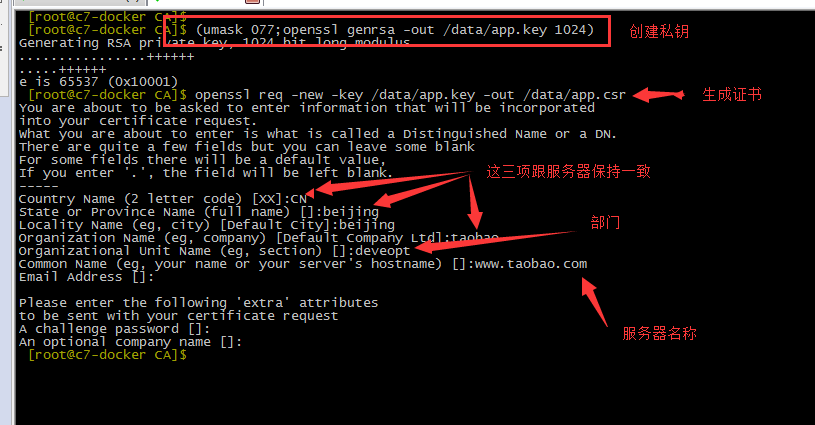 [root@c7-docker CA]$
[root@c7-docker CA]$ (umask 077;openssl genrsa -out /data/app.key 1024)
创建私钥
Generating RSA private key, 1024 bit long modulus
................++++++
.....++++++
e is 65537 (0x10001)
[root@c7-docker CA]$ openssl req -new -key /data/app.key -out /data/app.csr
生成证书
You are about to be asked to enter information that will be incorporated
into your certificate request.
What you are about to enter is what is called a Distinguished Name or a DN.
There are quite a few fields but you can leave some blank
For some fields there will be a default value,
If you enter '.', the field will be left blank.
这三项跟服务器保持一致
-----
Country Name (2 letter code) [XX]:CN
State or Province Name (full name) []:beijing
Locality Name (eg, city) [Default City]:beijing
部门
Organization Name (eg, company) [Default Company Ltd]:taobao
Organizational Unit Name (eg, section) []:deveopt
Common Name (eg, your name or your server's hostname) []:www.taobao.com
Email Address []:
Please enter the following 'extra' attributes
to be sent with your certificate request
服务器名称
A challenge password []:
An optional company name []:
[root@c7-docker CA]$